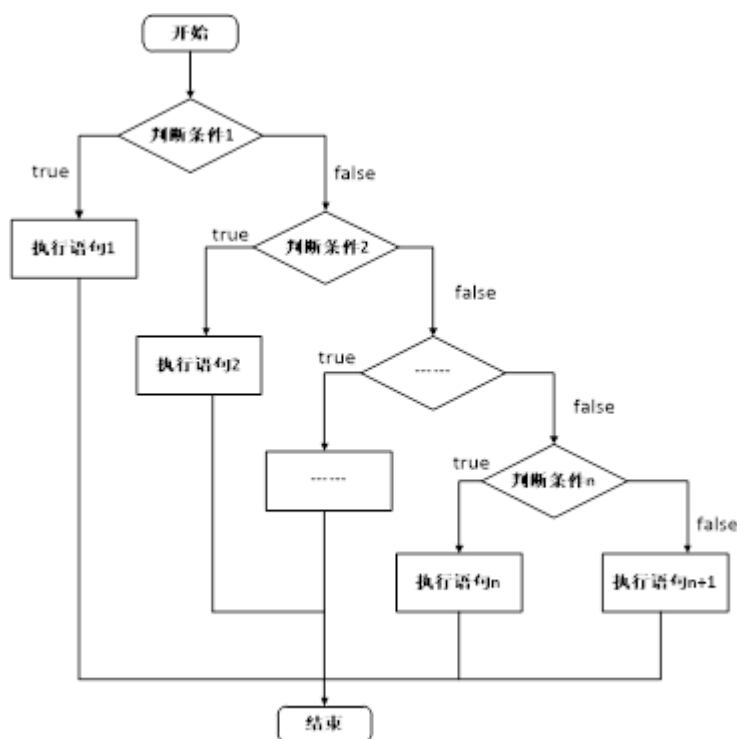 开始
判断条件1
true
false
执行语句1
true
判断条件2
false
执行语句2
true
------
false
------
true
判断条件n
false
执行语句n
执行语句n+1
结束